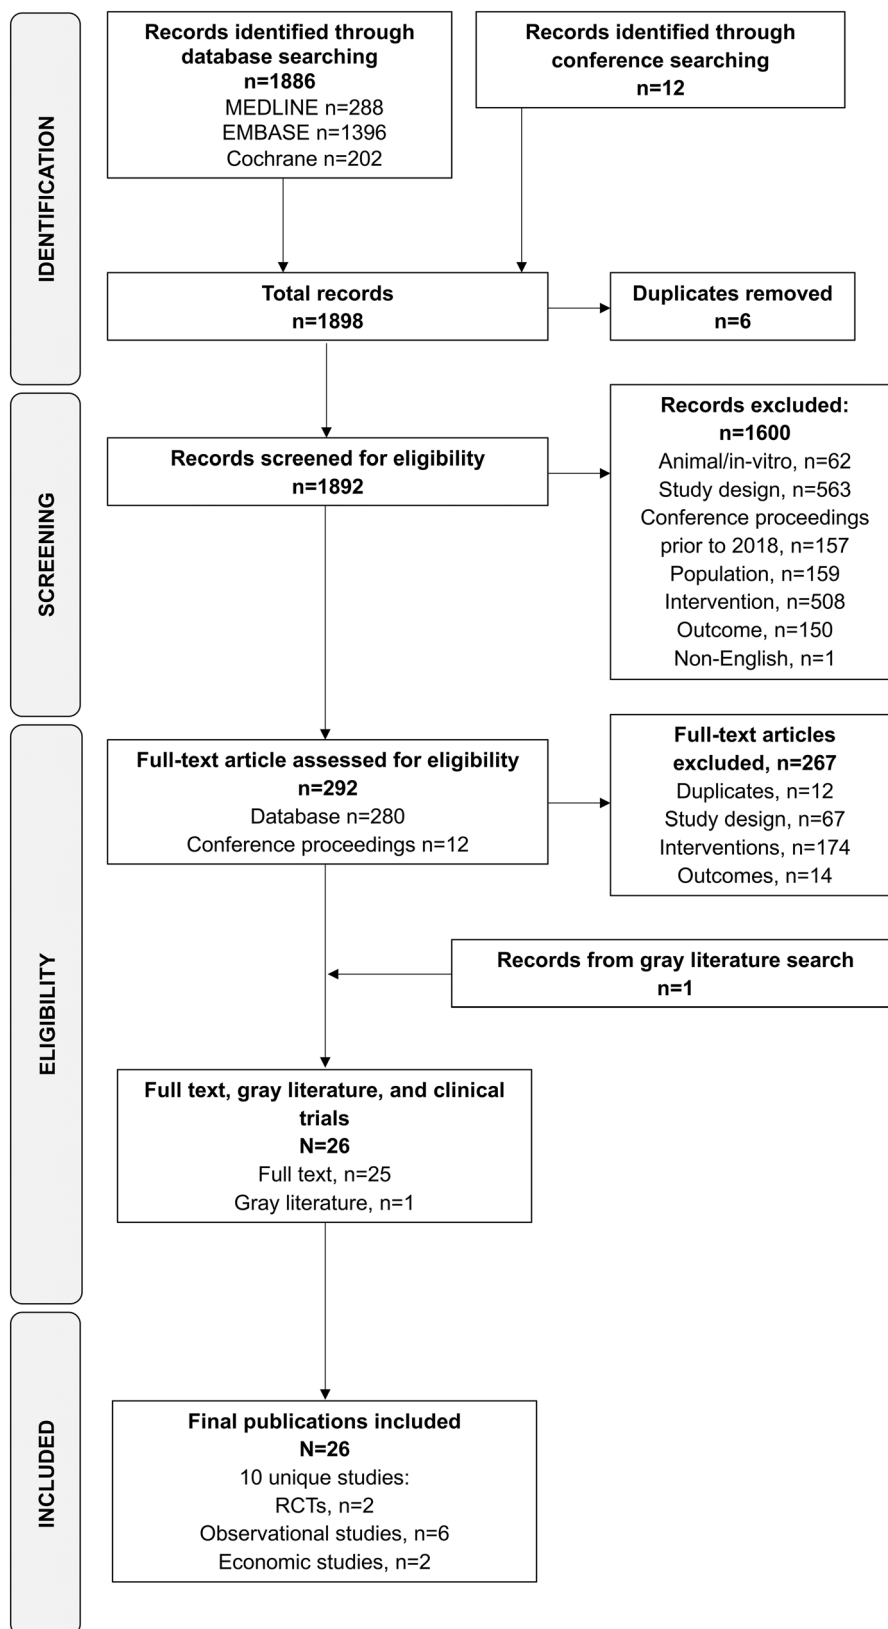 IDENTIFICATION
Records identified through
database searching
n=1886
MEDLINE n=288
EMBASE n=1396
Cochrane n=202
Records identified through
conference searching
n=12
Total records
n=1898
Duplicates removed
n=6
SCREENING
Records screened for eligibility
n=1892
Records excluded:
n=1600
Animal/in-vitro, n=62
Study design, n=563
Conference proceedings
prior to 2018, n=157
Population, n=159
Intervention, n=508
Outcome, n=150
Non-English, n=1
ELIGIBILITY
Full-text article assessed for eligibility
n=292
Database n=280
Conference proceedings n=12
Full-text articles
excluded, n=267
Duplicates, n=12
Study design, n=67
Interventions, n=174
Outcomes, n=14
Records from gray literature search
n=1
Full text, gray literature, and clinical
trials
N=26
Full text, n=25
Gray literature, n=1
INCLUDED
Final publications included
N=26
10 unique studies:
RCTs, n=2
Observational studies, n=6
Economic studies, n=2